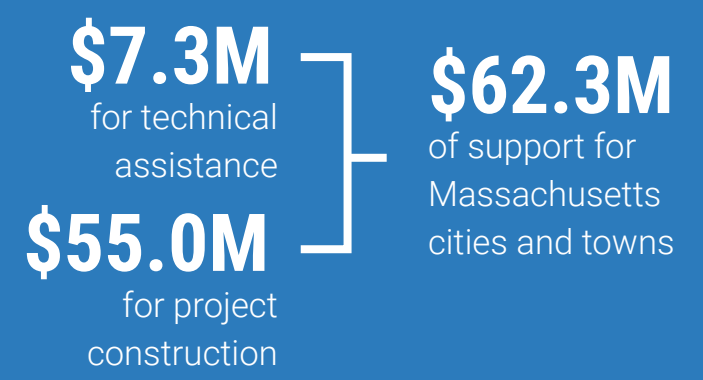 $7.3M
for technical
assistance
$55.0M
for project
construction
$62.3M
of support for
Massachusetts
cities and towns